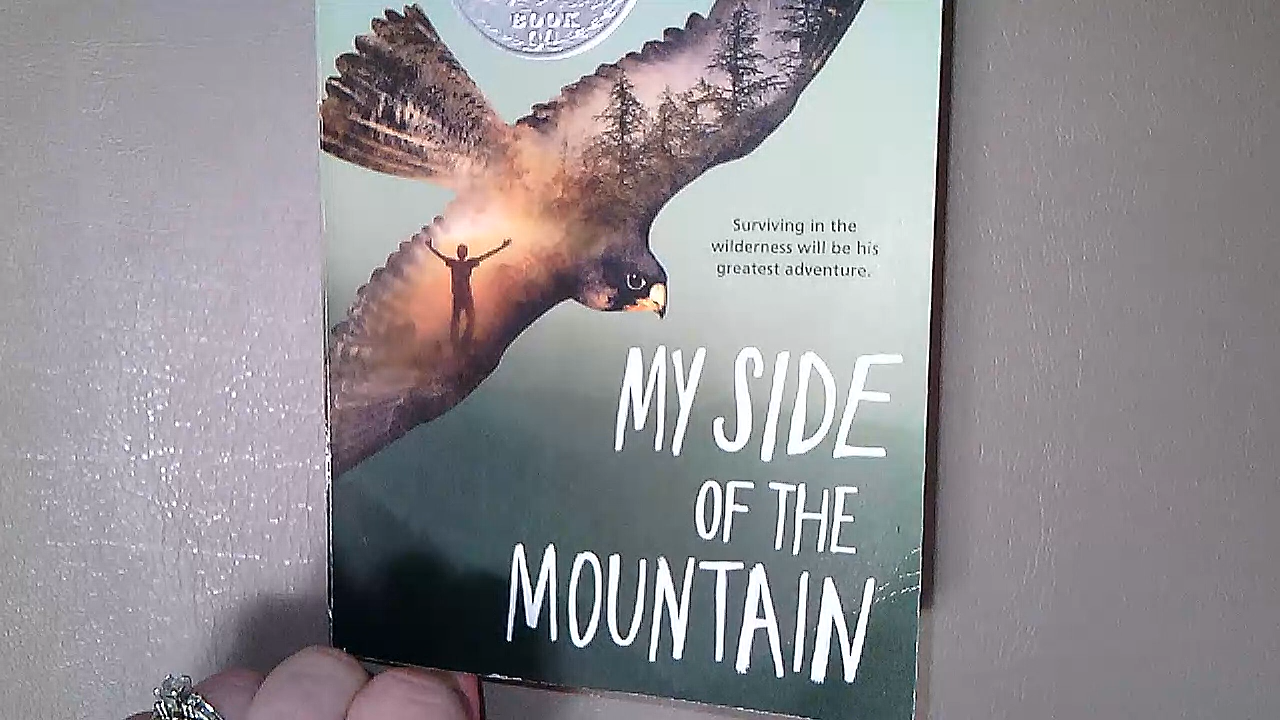 BOOK
Surviving in the
wilderness will be his
greatest adventure.
MY SIDE
OF THE
MOUNTAIN